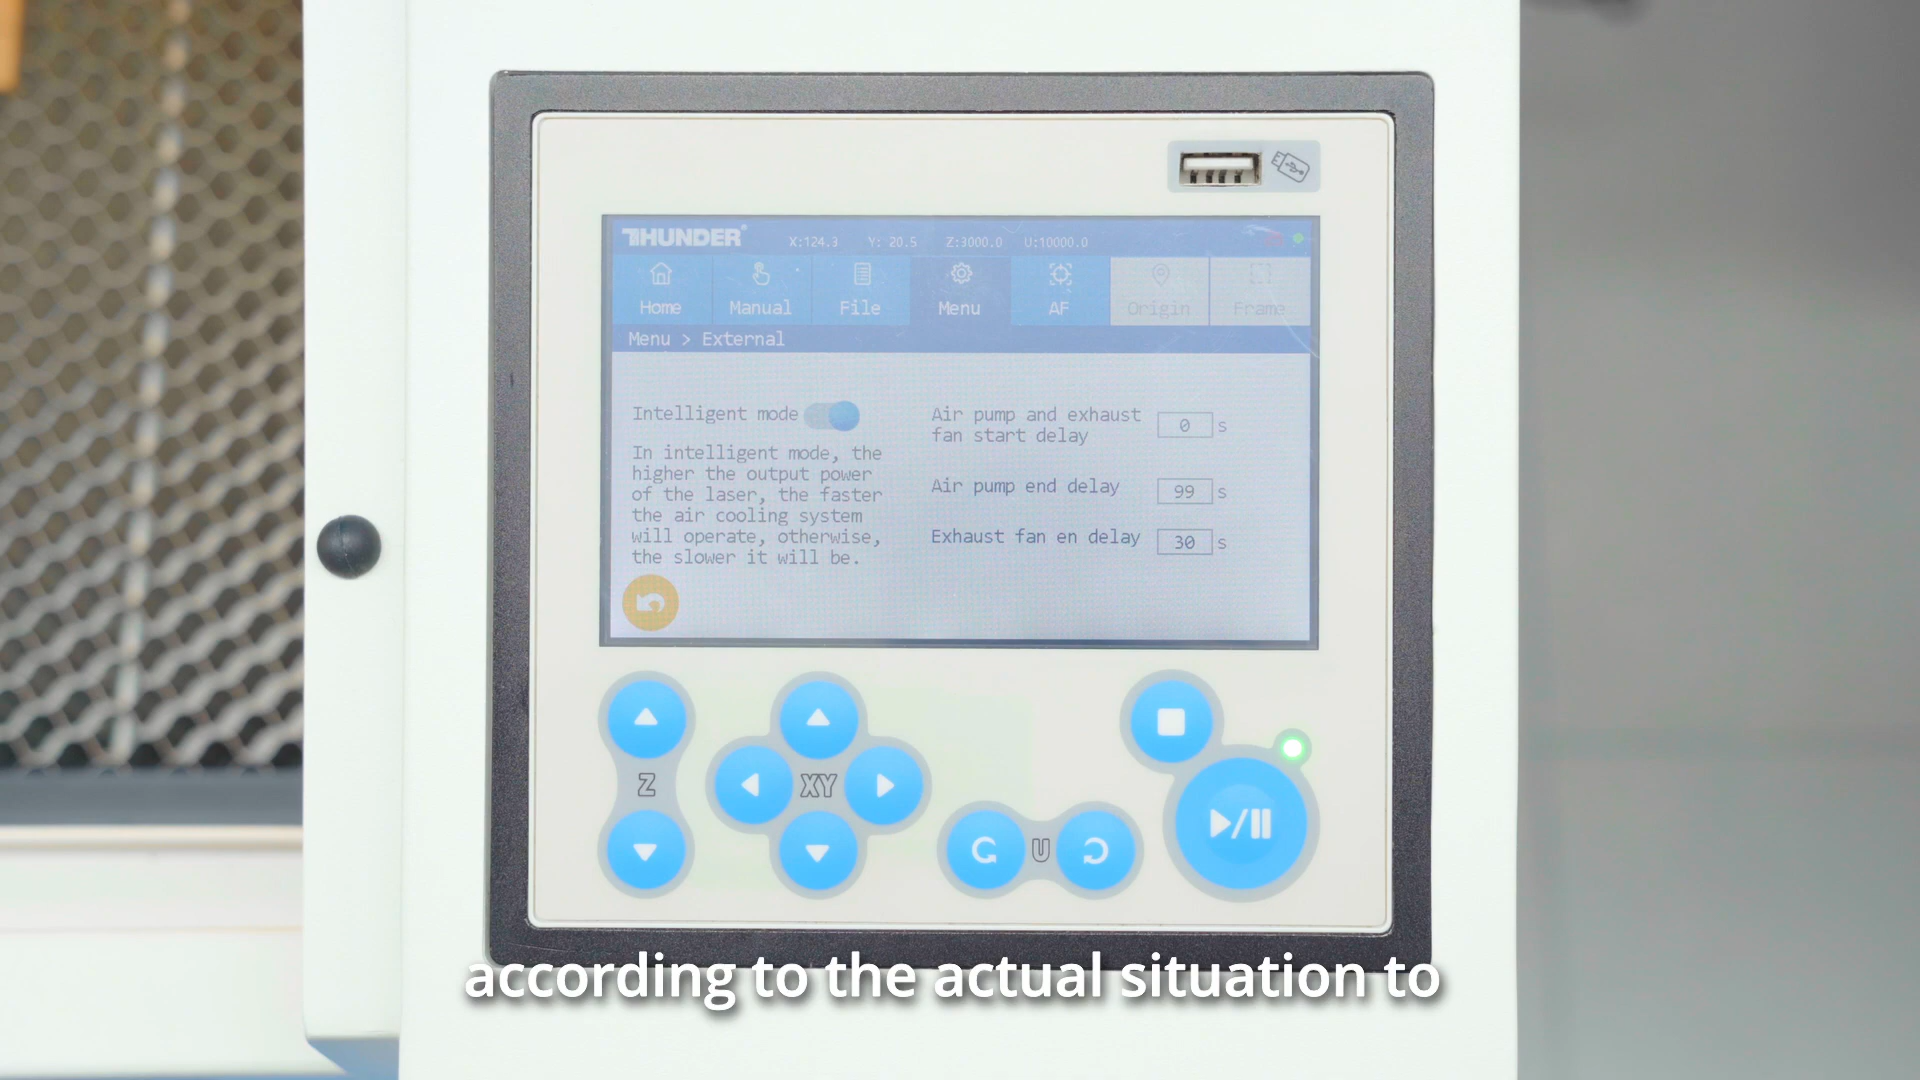 THUNDER®
X:124.3 Y: 20.5 Z:3000.0 U:10000.0
Home Manual File Menu AF Origin Frame
Menu > External
Intelligent mode
In intelligent mode, the
higher the output power
of the laser, the faster
the air cooling system
will operate, otherwise,
the slower it will be.
Air pump and exhaust
fan start delay 0 s
Air pump end delay 99 s
Exhaust fan en delay 30 s
Z
XY
U
according to the actual situation to